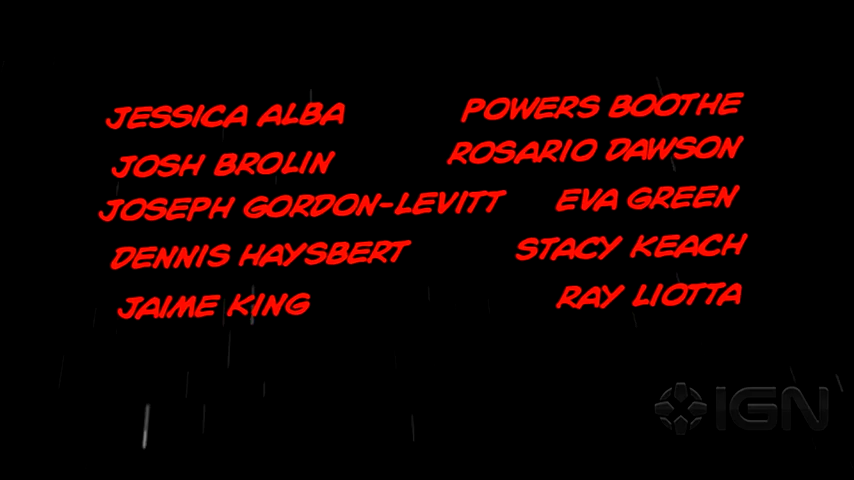 JESSICA ALBA
JOSH BROLIN
JOSEPH GORDON-LEVITT
DENNIS HAYSBERT
JAIME KING
POWERS BOOTHE
ROSARIO DAWSON
EVA GREEN
STACY KEACH
RAY LIOTTA
IGN